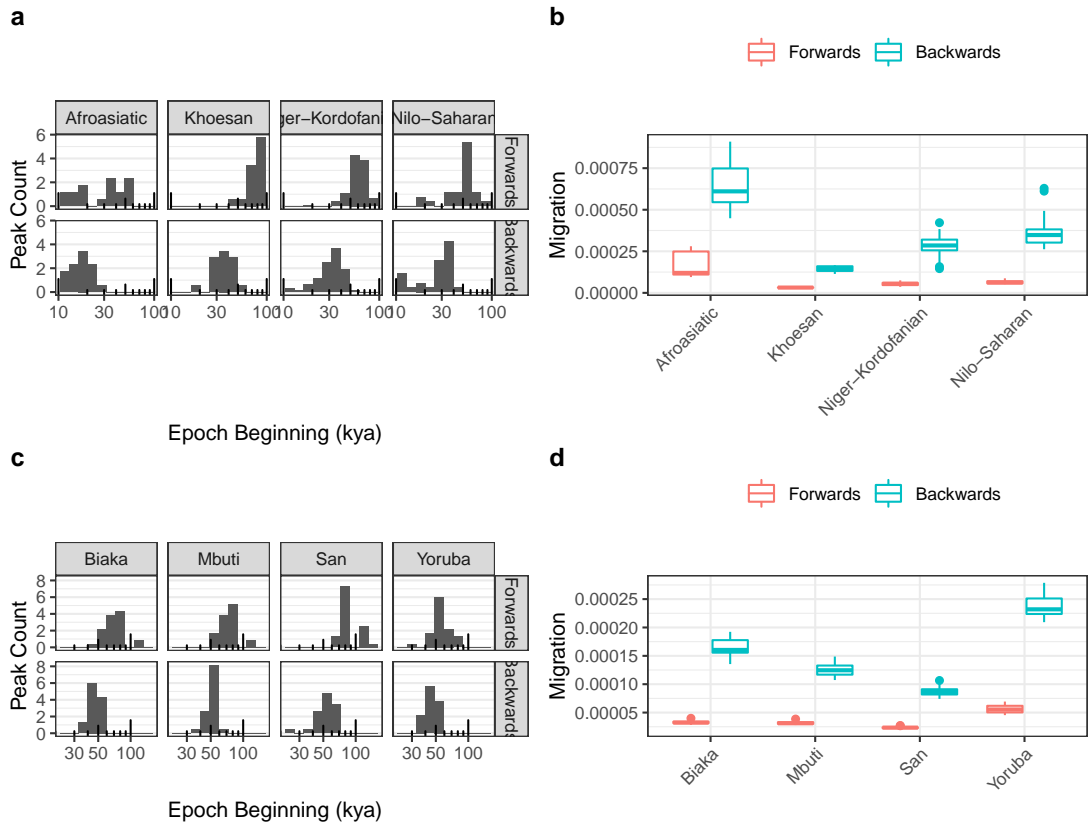 a
Afroasiatic Khoesan ger−Kordofani Nilo−Saharan
6
4
2
0
Forwards
6
4
2
0
Backwards
Peak Count
10 30 100 10 30 100 10 30 100 10 30 100
Epoch Beginning (kya)
b
Forwards Backwards
Migration
0.00075
0.00050
0.00025
0.00000
Afroasiatic
Khoesan
Niger−Kordofanian
Nilo−Saharan
c
Biaka Mbuti San Yoruba
8
6
4
2
0
Forwards
8
6
4
2
0
Backwards
Peak Count
30 50 100 30 50 100 30 50 100 30 50 100
Epoch Beginning (kya)
d
Forwards Backwards
Migration
0.00025
0.00020
0.00015
0.00010
0.00005
Biaka
Mbuti
San
Yoruba